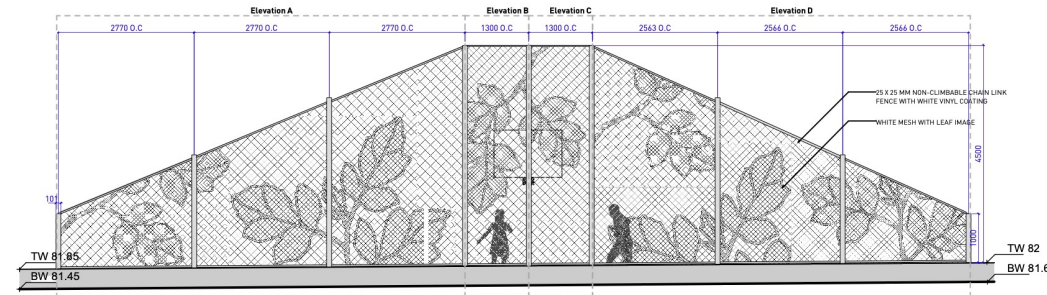 Elevation A
Elevation B
Elevation C
Elevation D
2770 O.C
2770 O.C
2770 O.C
1300 O.C
1300 O.C
2563 O.C
2566 O.C
2566 O.C
25 X 25 MM NON-CLIMBABLE CHAIN LINK
FENCE WITH WHITE VINYL COATING
WHITE MESH WITH LEAF IMAGE
4500
101
1000
TW 81.85
TW 82
BW 81.45
BW 81.6